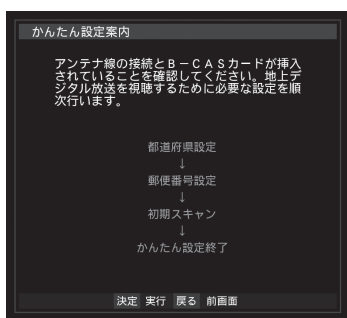 かんたん設定案内
アンテナ線の接続とB−CASカードが挿入
されていることを確認してください。地上デ
ジタル放送を視聴するために必要な設定を順
次行います。
都道府県設定
↓
郵便番号設定
↓
初期スキャン
↓
かんたん設定終了
決定 実行 戻る 前画面